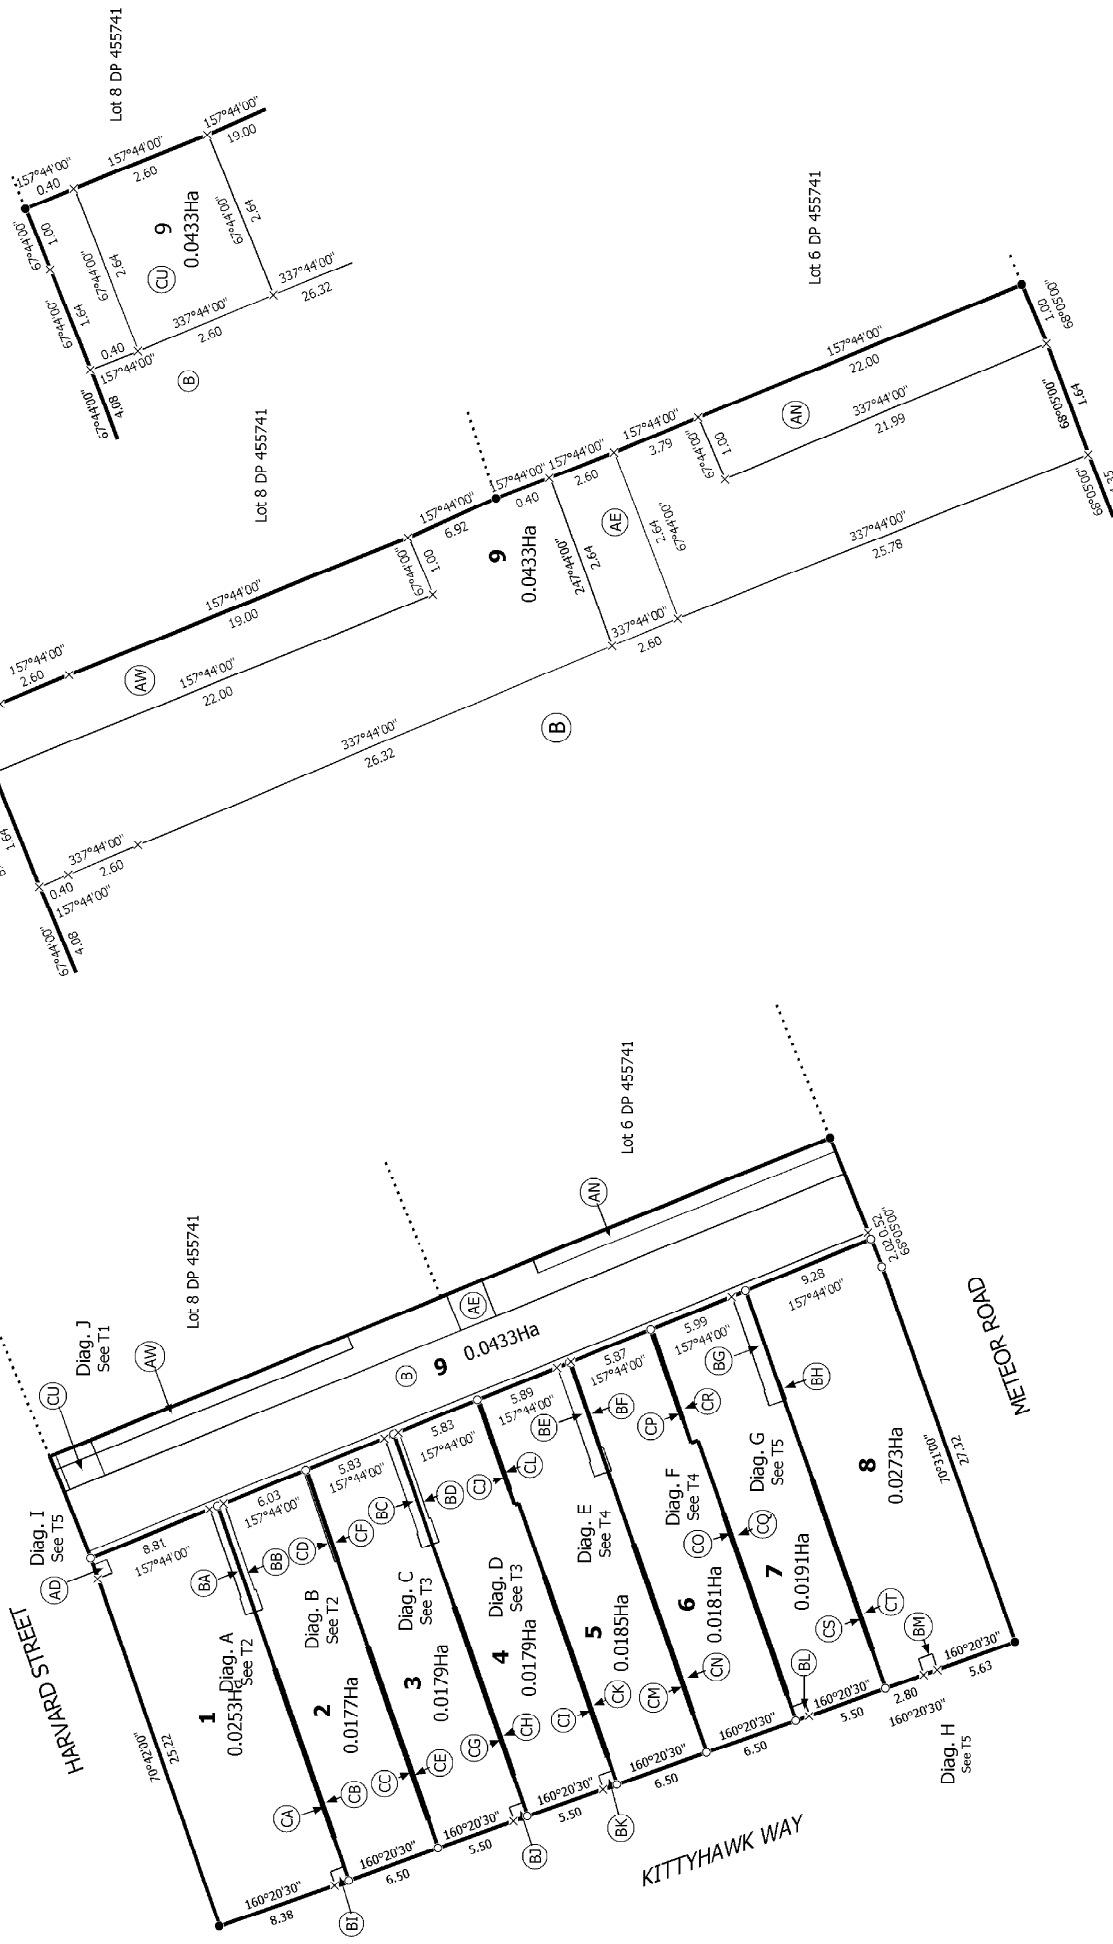 Lot 8 DP 455741
157°44'00"
0.40
157°44'00"
2.60
157°44'00"
19.00
67°44'00"
1.00
67°44'00"
1.64
67°44'00"
2.64
67°44'00"
2.64
9
0.0433Ha
CU
337°44'00"
26.32
337°44'00"
2.60
0.40
157°44'00"
67°44'00"
4.08
B
Lot 6 DP 455741
Lot 8 DP 455741
157°44'00"
22.00
1.00
68°05'00"
337°44'00"
21.99
AN
68°05'00"
1.64
68°05'00"
337°44'00"
25.78
157°44'00"
3.79
67°44'00"
1.00
157°44'00"
2.60
157°44'00"
0.40
157°44'00"
6.92
67°44'00"
1.00
AE
2.64
67°44'00"
247°44'00"
2.64
9
0.0433Ha
337°44'00"
2.60
157°44'00"
19.00
157°44'00"
2.60
AW
157°44'00"
22.00
337°44'00"
26.32
B
1.64
337°44'00"
2.60
0.40
157°44'00"
67°44'00"
4.08
Lot 6 DP 455741
Lot 8 DP 455741
AN
AE
CU
Diag. J
See T1
AW
B
9
0.0433Ha
2.02
0.52
68°05'00"
METEOR ROAD
Diag. I
See T5
AD
HARVARD STREET
8.81
157°44'00"
6.03
157°44'00"
5.83
157°44'00"
5.83
157°44'00"
5.89
157°44'00"
5.87
157°44'00"
5.99
157°44'00"
9.28
157°44'00"
BA
BB
CD
CF
BC
BD
CJ
CL
BE
BF
CP
CR
BG
BH
Diag. A
See T2
Diag. B
See T2
Diag. C
See T3
Diag. D
See T3
Diag. E
See T4
Diag. F
See T4
Diag. G
See T5
1
0.0253Ha
2
0.0177Ha
3
0.0179Ha
4
0.0179Ha
5
0.0185Ha
6
0.0181Ha
7
0.0191Ha
8
0.0273Ha
70°42'00"
25.22
70°31'00"
27.32
CA
CB
CC
CE
CG
CH
CI
CK
CM
CN
CO
CQ
CS
CT
BI
BJ
BK
BL
BM
160°20'30"
8.38
160°20'30"
6.50
160°20'30"
5.50
160°20'30"
5.50
160°20'30"
6.50
160°20'30"
6.50
160°20'30"
5.50
2.80
160°20'30"
160°20'30"
5.63
Diag. H
See T5
KITTYHAWK WAY